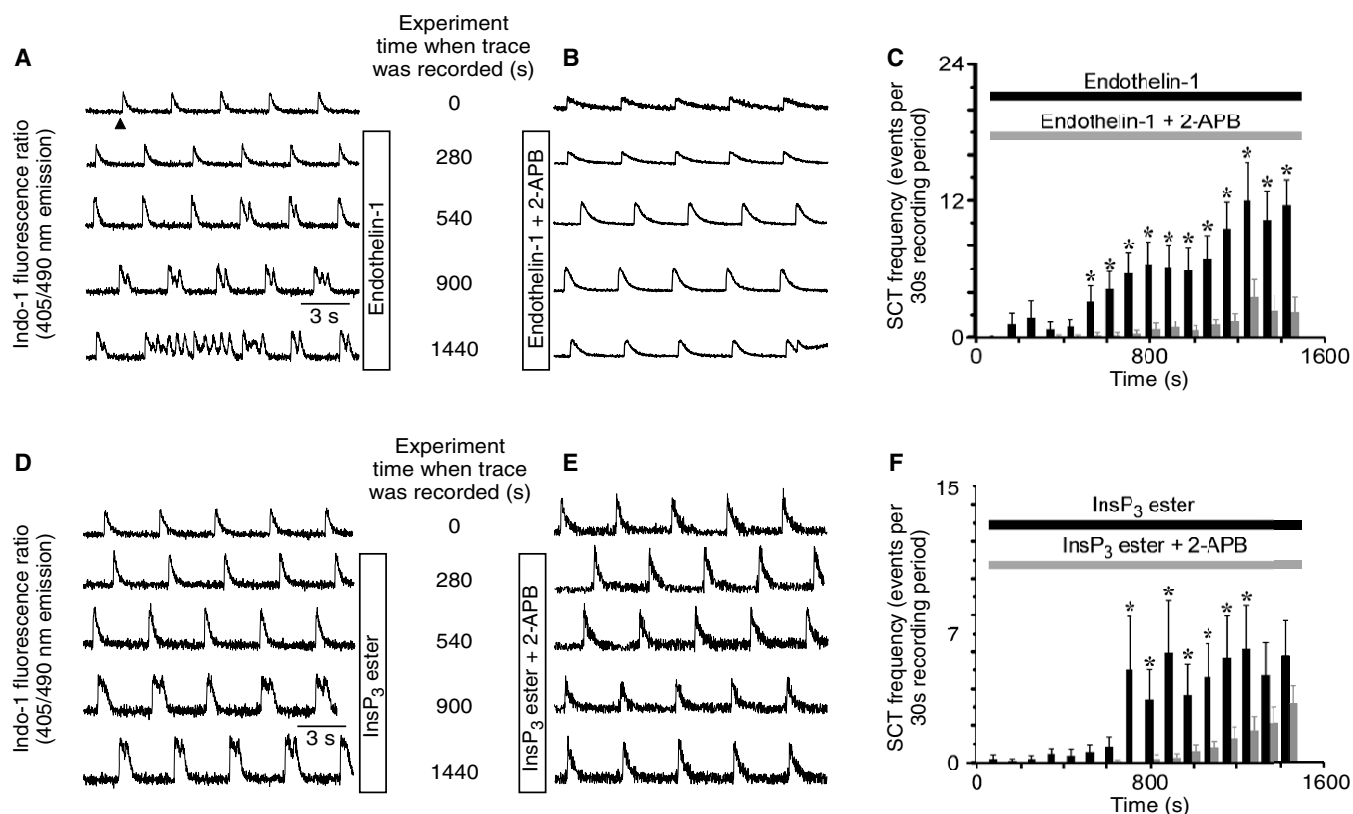 Experiment
time when trace
was recorded (s)
A
B
C
Indo-1 fluorescence ratio
(405/490 nm emission)
0
280
540
900
1440
3 s
Endothelin-1
Endothelin-1 + 2-APB
SCT frequency (events per
30s recording period)
24
12
0
Endothelin-1
Endothelin-1 + 2-APB
* * * * * * * * * * *
0 800 1600
Time (s)
Experiment
time when trace
was recorded (s)
D
E
F
Indo-1 fluorescence ratio
(405/490 nm emission)
0
280
540
900
1440
3 s
InsP3 ester
InsP3 ester + 2-APB
SCT frequency (events per
30s recording period)
15
7
0
InsP3 ester
InsP3 ester + 2-APB
* * * * * * *
0 800 1600
Time (s)